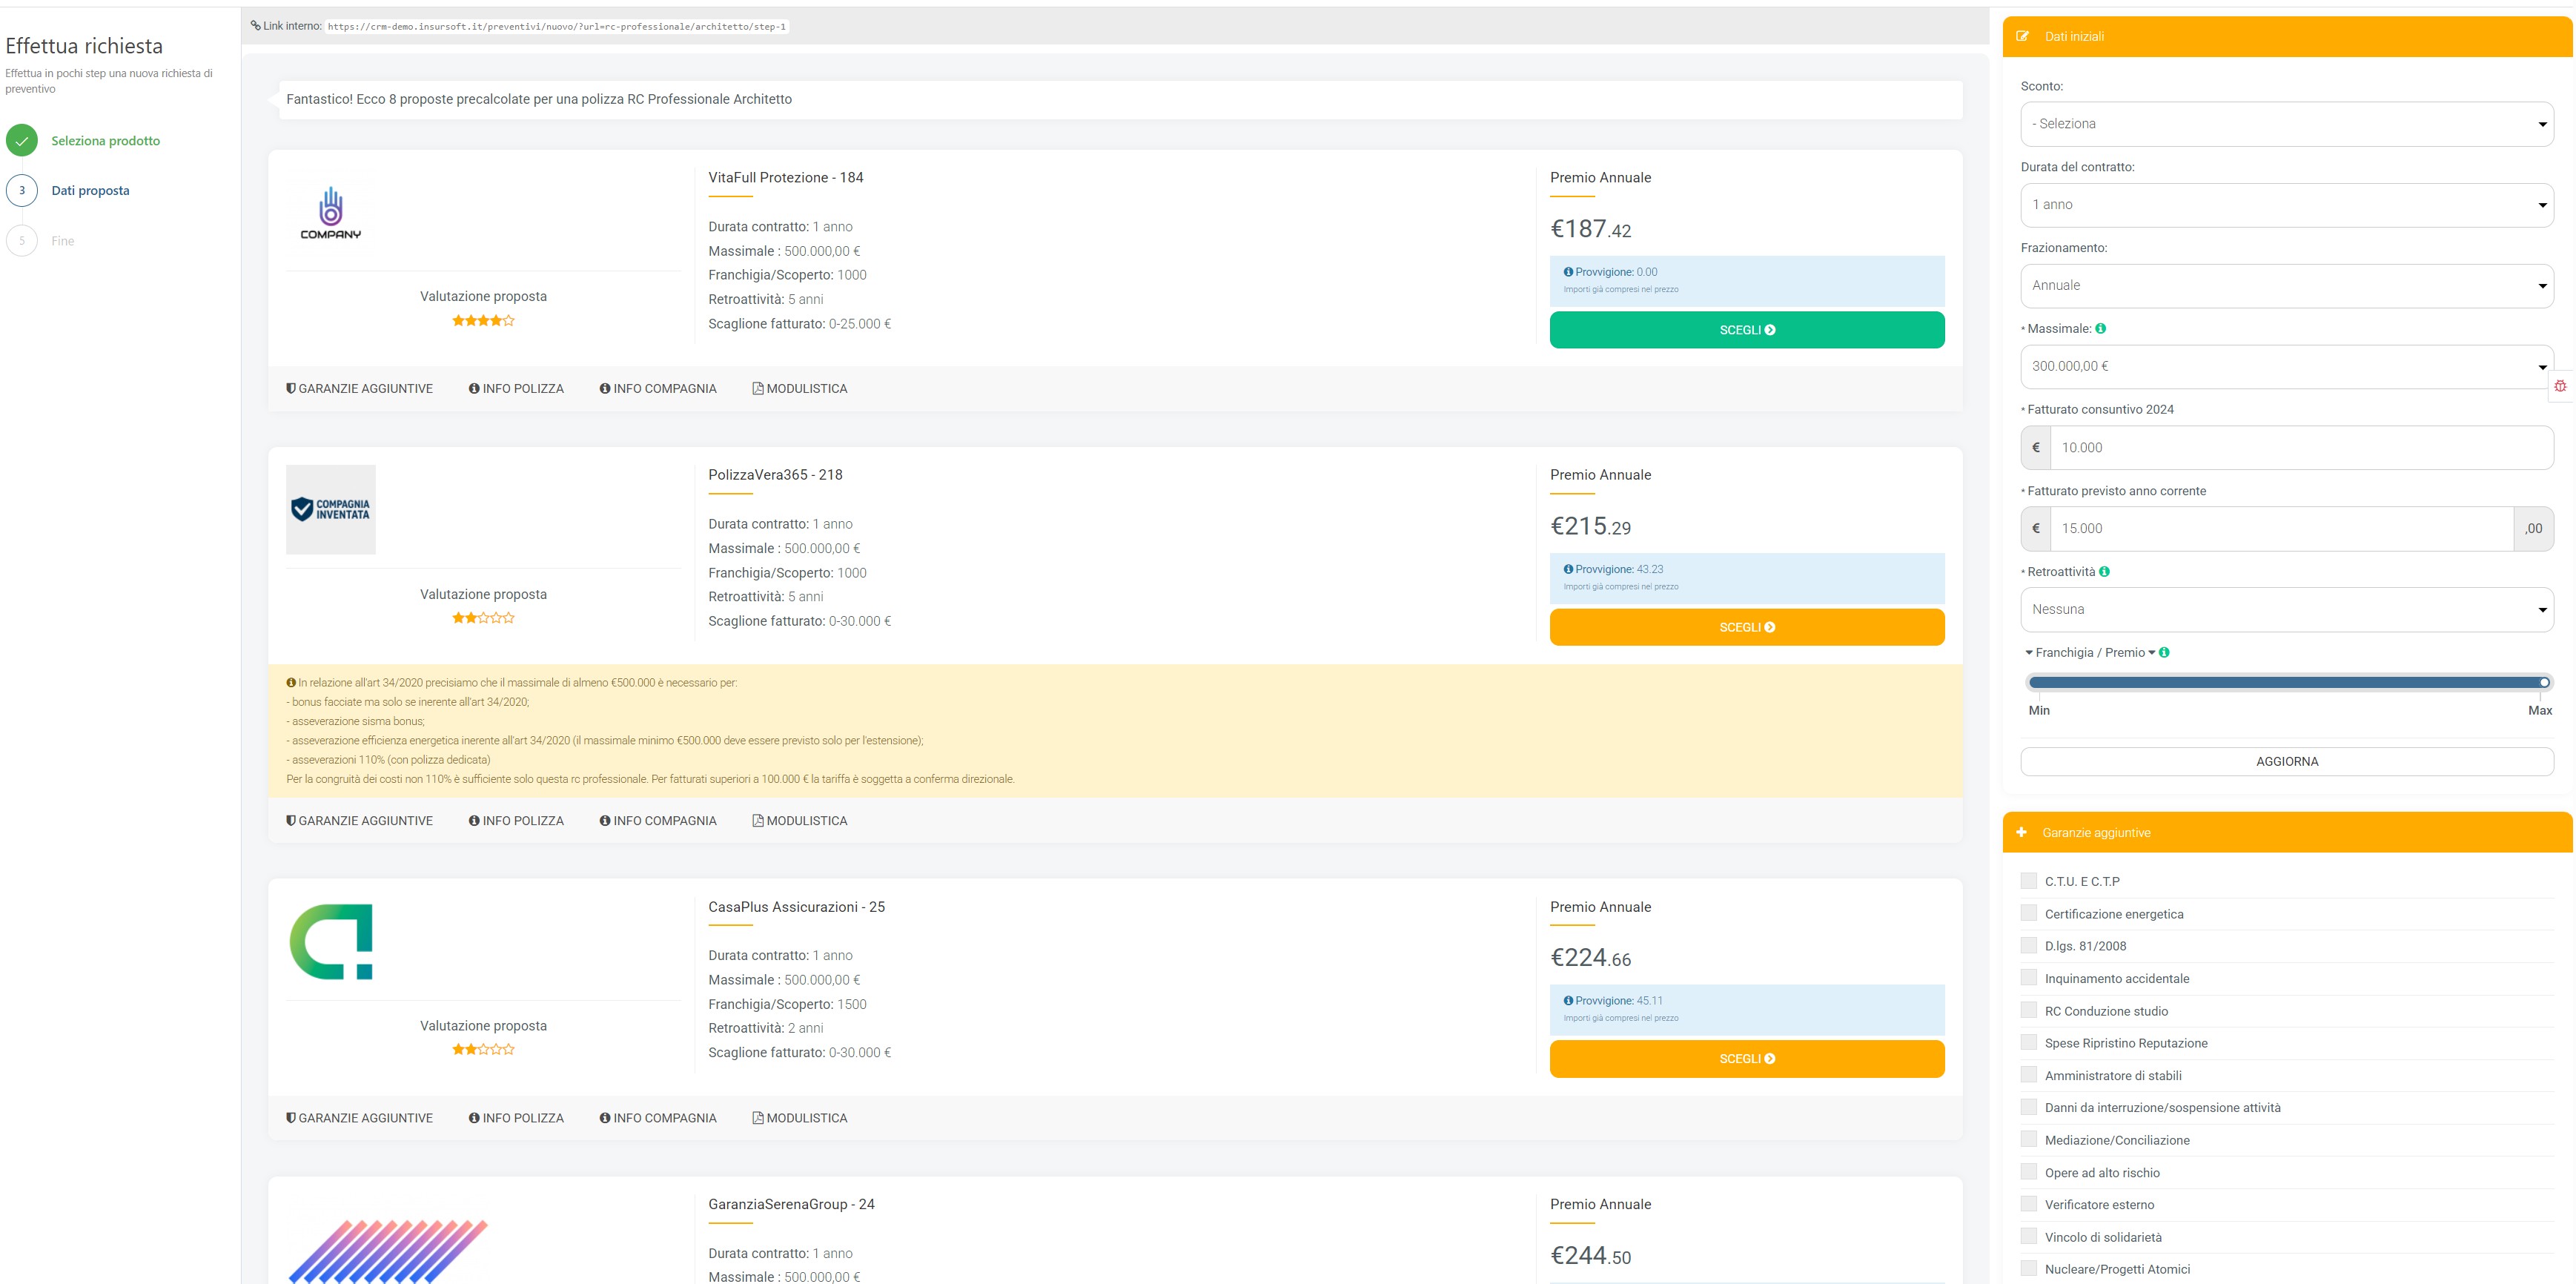 Effettua richiesta
Effettua in pochi step una nuova richiesta di
preventivo
Seleziona prodotto
3 Dati proposta
5 Fine
Link interno: https://crm-demo.insursoft.it/preventivi/nuovo/?url=rc-professionale/architetto/step-1
Fantastico! Ecco 8 proposte precalcolate per una polizza RC Professionale Architetto
COMPANY
Valutazione proposta
VitaFull Protezione - 184
Durata contratto: 1 anno
Massimale : 500.000,00 €
Franchigia/Scoperto: 1000
Retroattività: 5 anni
Scaglione fatturato: 0-25.000 €
Premio Annuale
€187.42
Provvigione: 0.00
Importi già compresi nel prezzo
SCEGLI
GARANZIE AGGIUNTIVE INFO POLIZZA INFO COMPAGNIA MODULISTICA
COMPAGNIA
INVENTATA
Valutazione proposta
PolizzaVera365 - 218
Durata contratto: 1 anno
Massimale : 500.000,00 €
Franchigia/Scoperto: 1000
Retroattività: 5 anni
Scaglione fatturato: 0-30.000 €
Premio Annuale
€215.29
Provvigione: 43.23
Importi già compresi nel prezzo
SCEGLI
In relazione all'art 34/2020 precisiamo che il massimale di almeno €500.000 è necessario per:
- bonus facciate ma solo se inerente all'art 34/2020;
- asseverazione sisma bonus;
- asseverazione efficienza energetica inerente all'art 34/2020 (il massimale minimo €500.000 deve essere previsto solo per l'estensione);
- asseverazioni 110% (con polizza dedicata)
Per la congruità dei costi non 110% è sufficiente solo questa rc professionale. Per fatturati superiori a 100.000 € la tariffa è soggetta a conferma direzionale.
GARANZIE AGGIUNTIVE INFO POLIZZA INFO COMPAGNIA MODULISTICA
Valutazione proposta
CasaPlus Assicurazioni - 25
Durata contratto: 1 anno
Massimale : 500.000,00 €
Franchigia/Scoperto: 1500
Retroattività: 2 anni
Scaglione fatturato: 0-30.000 €
Premio Annuale
€224.66
Provvigione: 45.11
Importi già compresi nel prezzo
SCEGLI
GARANZIE AGGIUNTIVE INFO POLIZZA INFO COMPAGNIA MODULISTICA
GaranziaSerenaGroup - 24
Durata contratto: 1 anno
Massimale : 500.000,00 €
Premio Annuale
€244.50
Dati iniziali
Sconto:
- Seleziona
Durata del contratto:
1 anno
Frazionamento:
Annuale
* Massimale:
300.000,00 €
* Fatturato consuntivo 2024
€ 10.000
* Fatturato previsto anno corrente
€ 15.000 ,00
* Retroattività
Nessuna
Franchigia / Premio
Min Max
AGGIORNA
Garanzie aggiuntive
C.T.U. E C.T.P
Certificazione energetica
D.lgs. 81/2008
Inquinamento accidentale
RC Conduzione studio
Spese Ripristino Reputazione
Amministratore di stabili
Danni da interruzione/sospensione attività
Mediazione/Conciliazione
Opere ad alto rischio
Verificatore esterno
Vincolo di solidarietà
Nucleare/Progetti Atomici